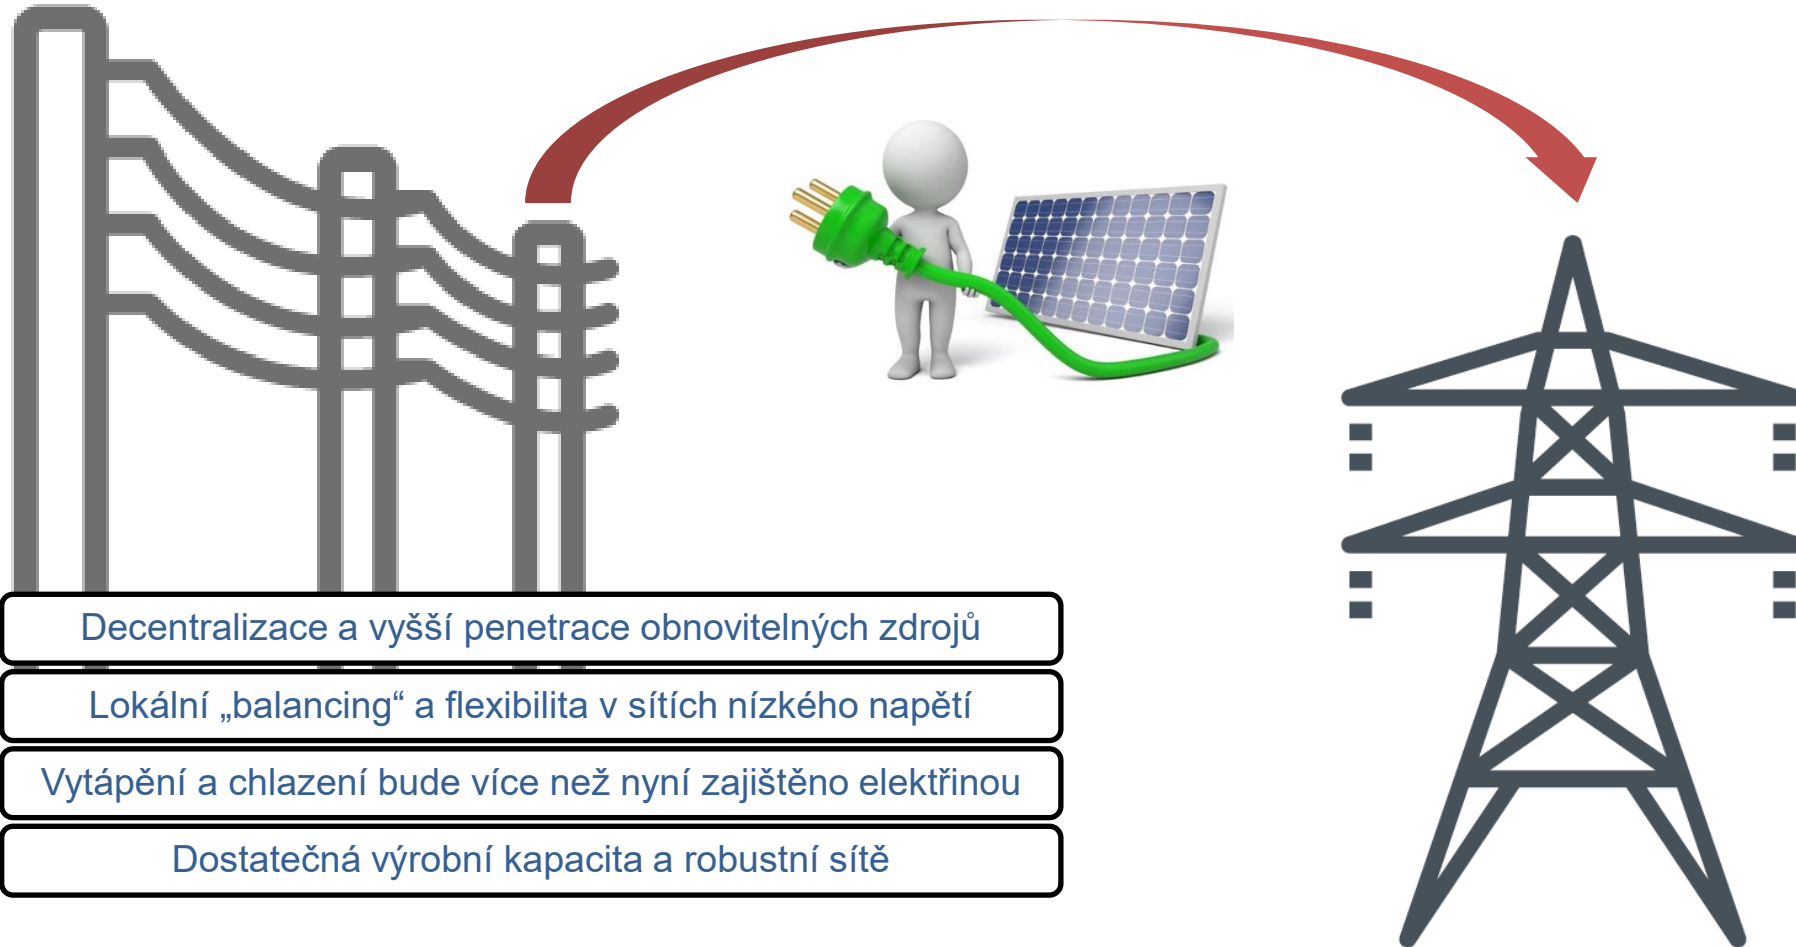 Decentralizace a vyšší penetrace obnovitelných zdrojů
Lokální „balancing“ a flexibilita v sítích nízkého napětí
Vytápění a chlazení bude více než nyní zajištěno elektřinou
Dostatečná výrobní kapacita a robustní sítě